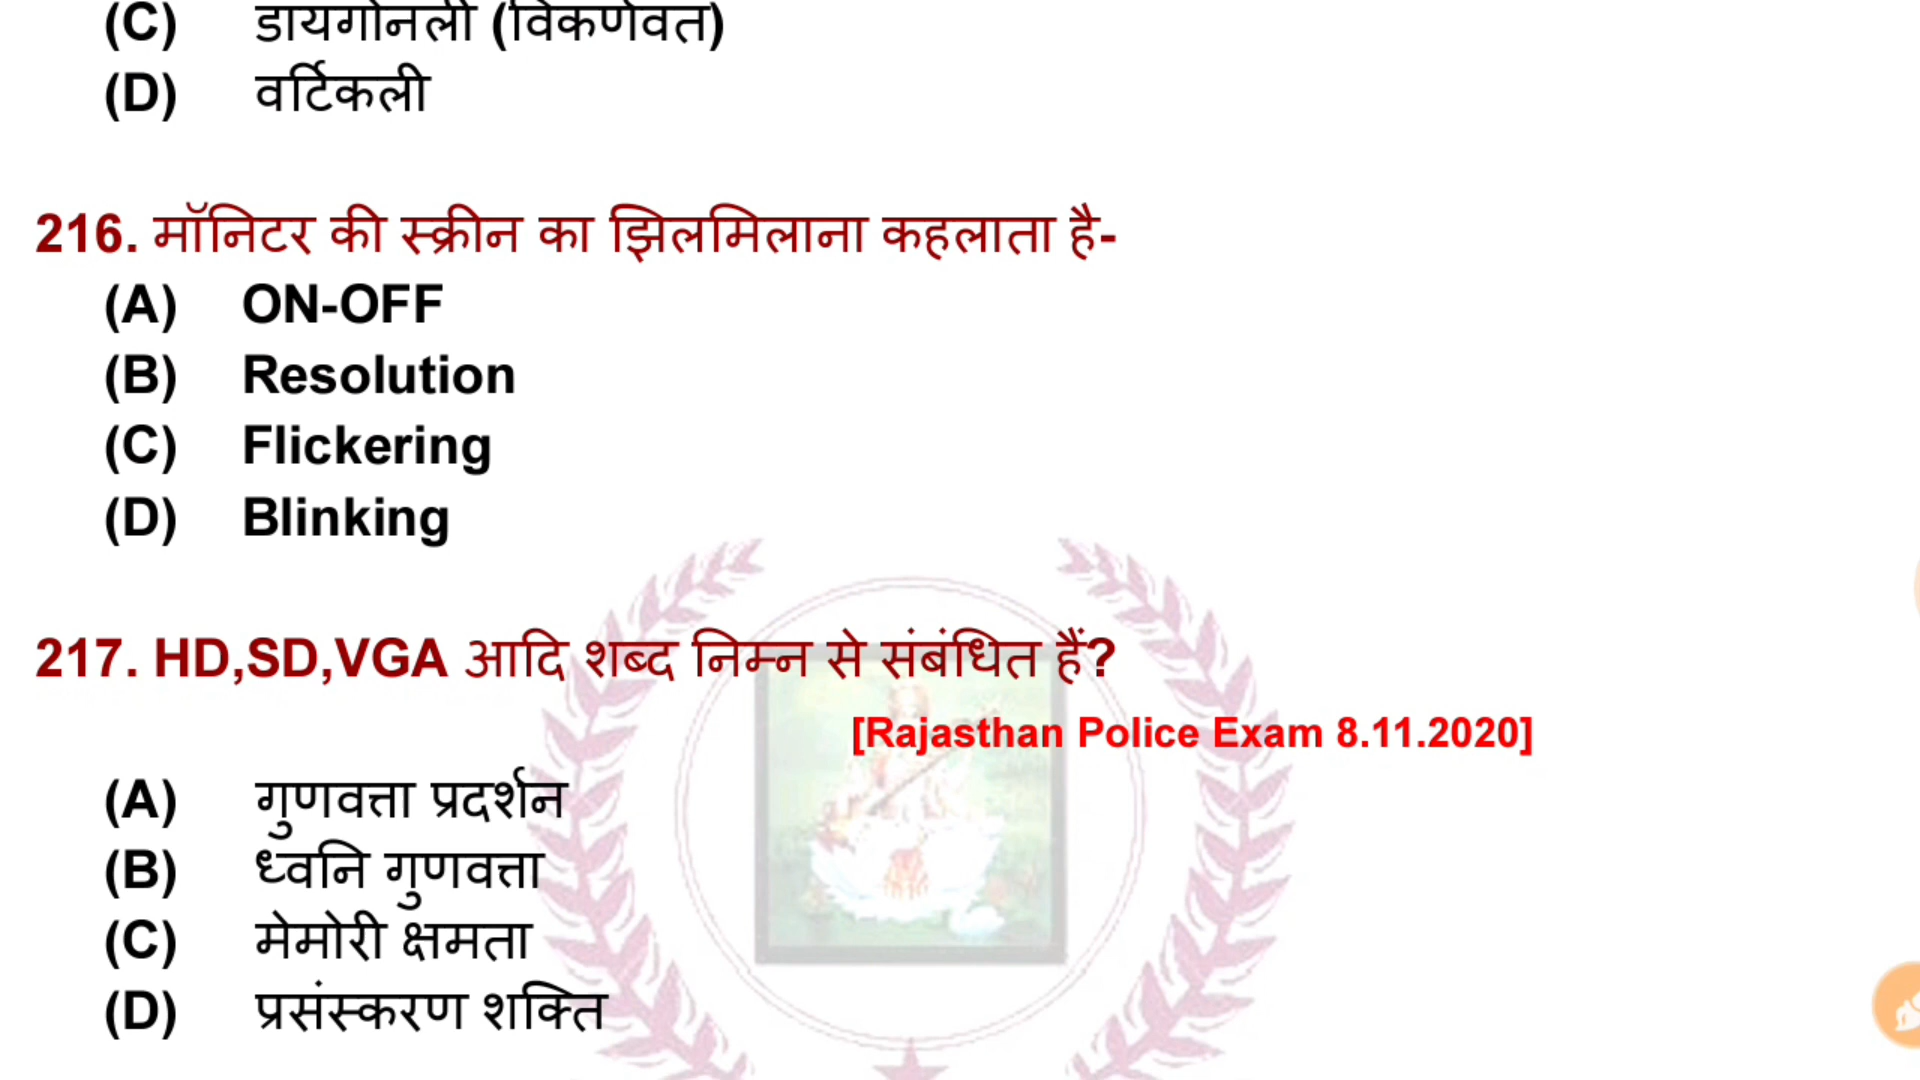 (C) डायगोनली (विकर्णवत)
(D) वर्टिकली
216. मॉनिटर की स्क्रीन का झिलमिलाना कहलाता है-
(A) ON-OFF
(B) Resolution
(C) Flickering
(D) Blinking
217. HD,SD,VGA आदि शब्द निम्न से संबंधित हैं?
[Rajasthan Police Exam 8.11.2020]
(A) गुणवत्ता प्रदर्शन
(B) ध्वनि गुणवत्ता
(C) मेमोरी क्षमता
(D) प्रसंस्करण शक्ति